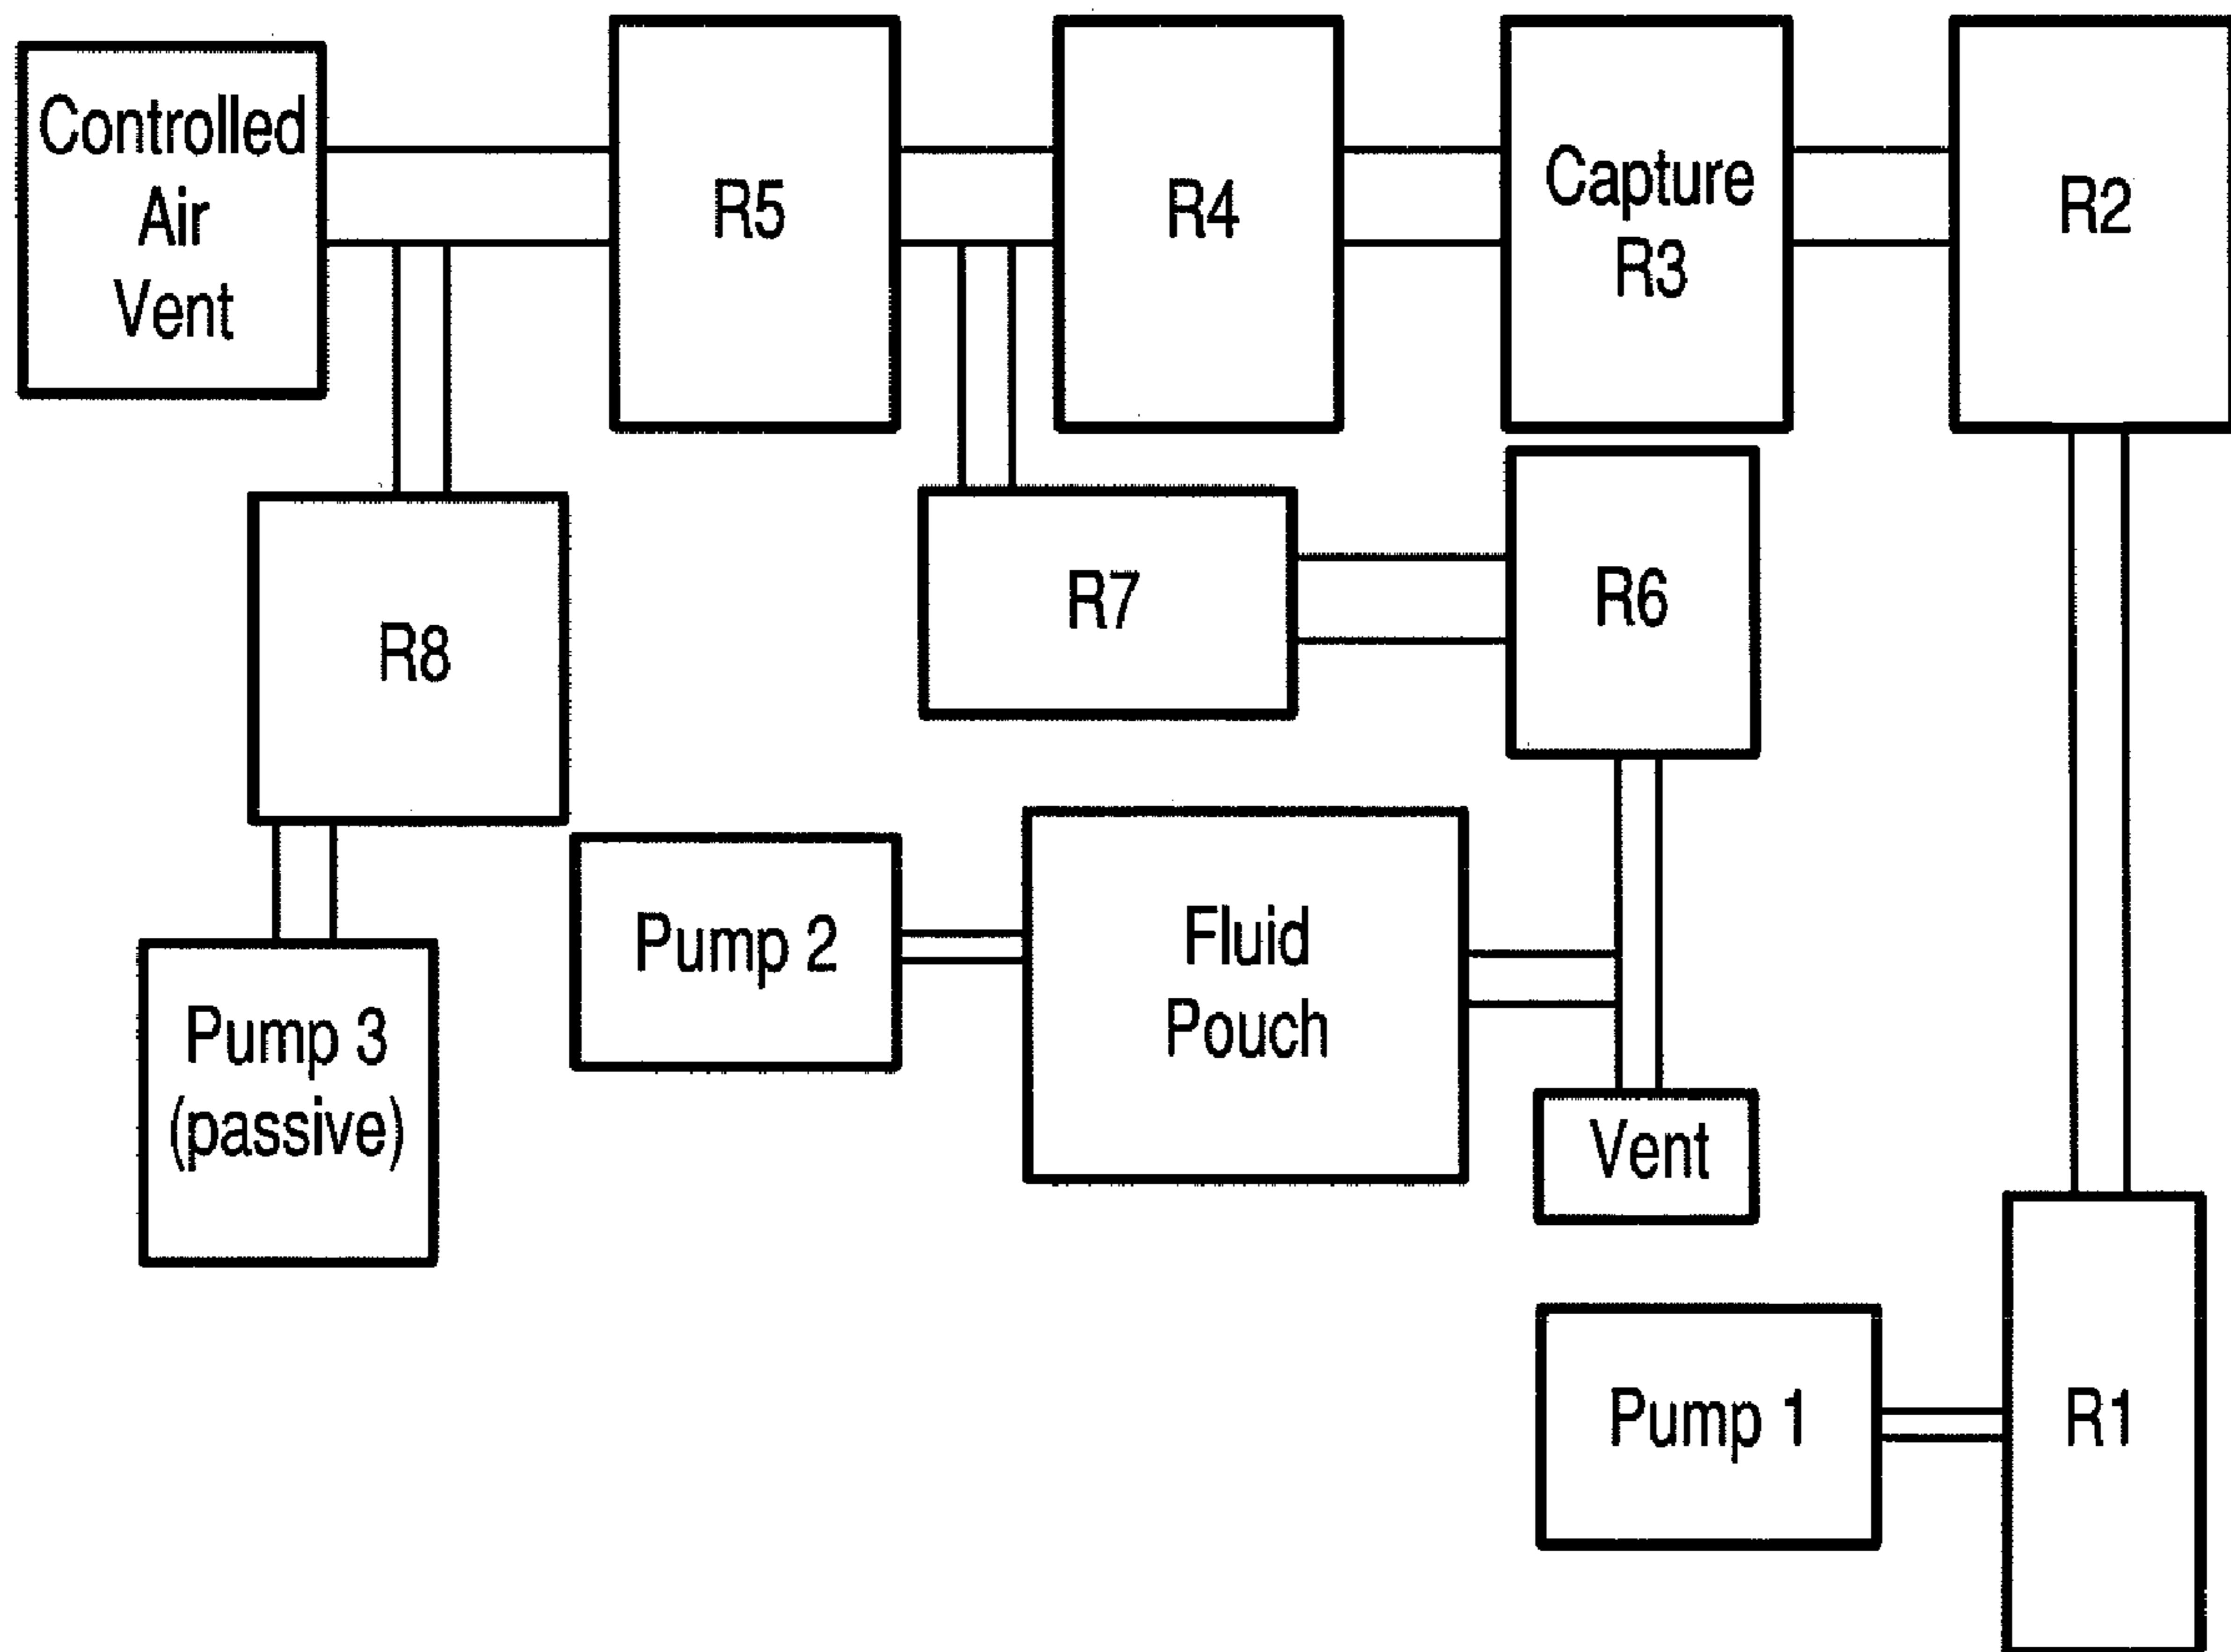 Controlled
Air
Vent
R5
R4
Capture
R3
R2
R8
R7
R6
Pump 3
(passive)
Pump 2
Fluid
Pouch
Vent
Pump 1
R1